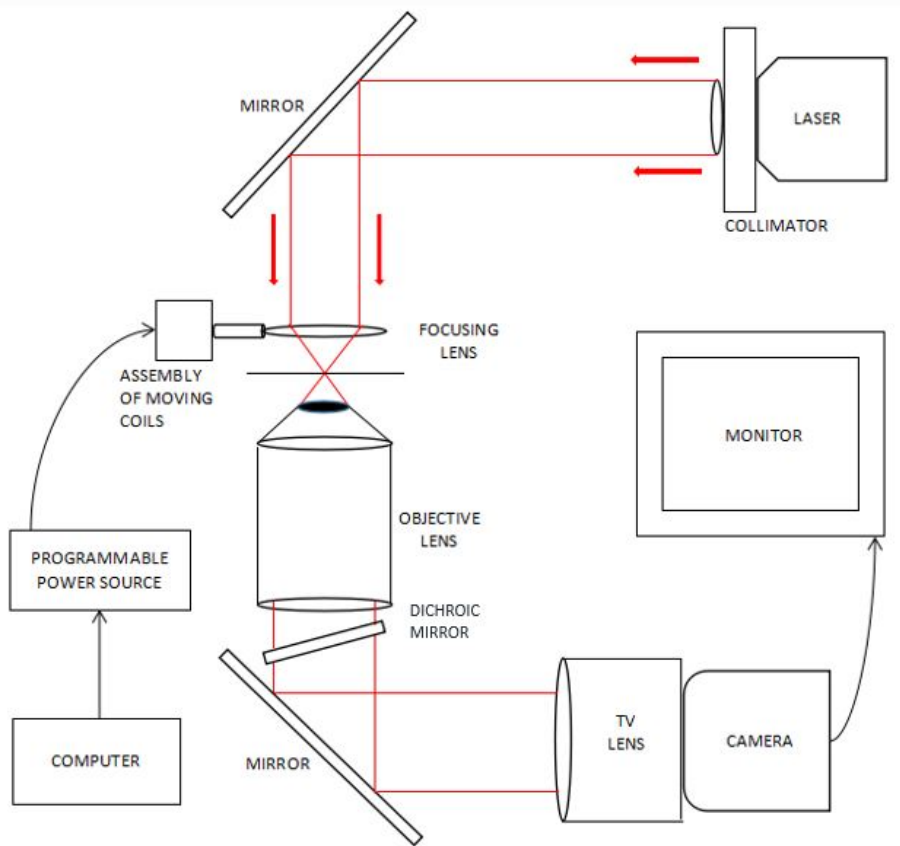 MIRROR
LASER
COLLIMATOR
FOCUSING
LENS
ASSEMBLY
OF MOVING
COILS
MONITOR
OBJECTIVE
LENS
PROGRAMMABLE
POWER SOURCE
DICHROIC
MIRROR
TV
LENS
CAMERA
COMPUTER
MIRROR